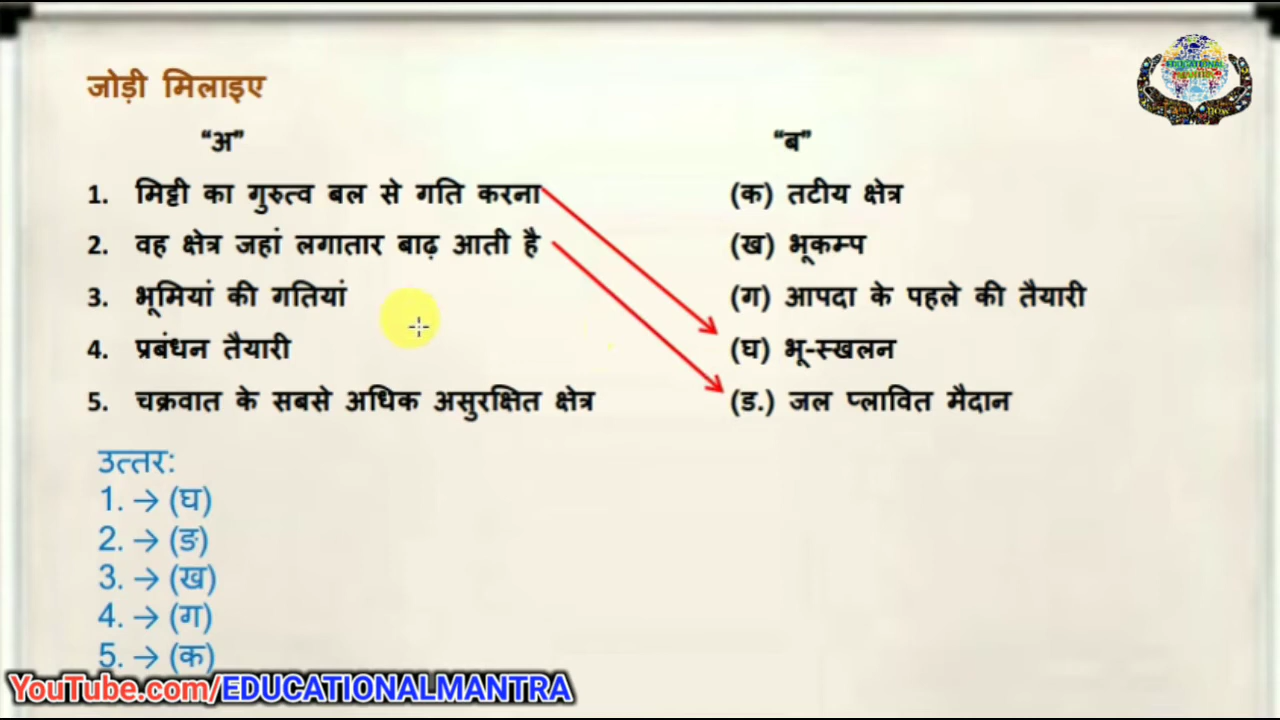 जोड़ी मिलाइए
“अ” “ब”
1. मिट्टी का गुरुत्व बल से गति करना (क) तटीय क्षेत्र
2. वह क्षेत्र जहां लगातार बाढ़ आती है (ख) भूकम्प
3. भूमियां की गतियां (ग) आपदा के पहले की तैयारी
4. प्रबंधन तैयारी (घ) भू-स्खलन
5. चक्रवात के सबसे अधिक असुरक्षित क्षेत्र (ड.) जल प्लावित मैदान
उत्तर:
1. → (घ)
2. → (ङ)
3. → (ख)
4. → (ग)
5. → (क)
YouTube.com/EDUCATIONALMANTRA
EDUCATIONAL
MANTRA